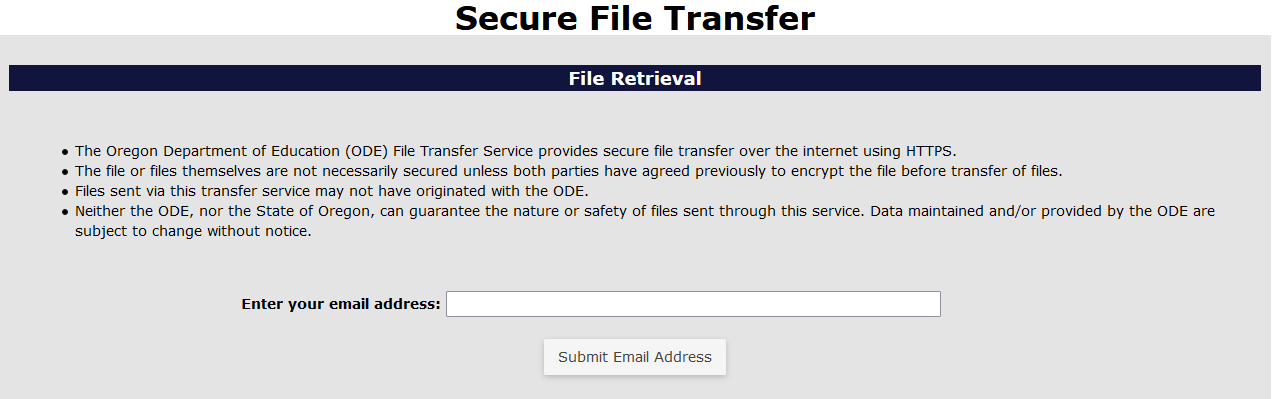 Secure File Transfer
File Retrieval
• The Oregon Department of Education (ODE) File Transfer Service provides secure file transfer over the internet using HTTPS.
• The file or files themselves are not necessarily secured unless both parties have agreed previously to encrypt the file before transfer of files.
• Files sent via this transfer service may not have originated with the ODE.
• Neither the ODE, nor the State of Oregon, can guarantee the nature or safety of files sent through this service. Data maintained and/or provided by the ODE are
subject to change without notice.
Enter your email address:
Submit Email Address